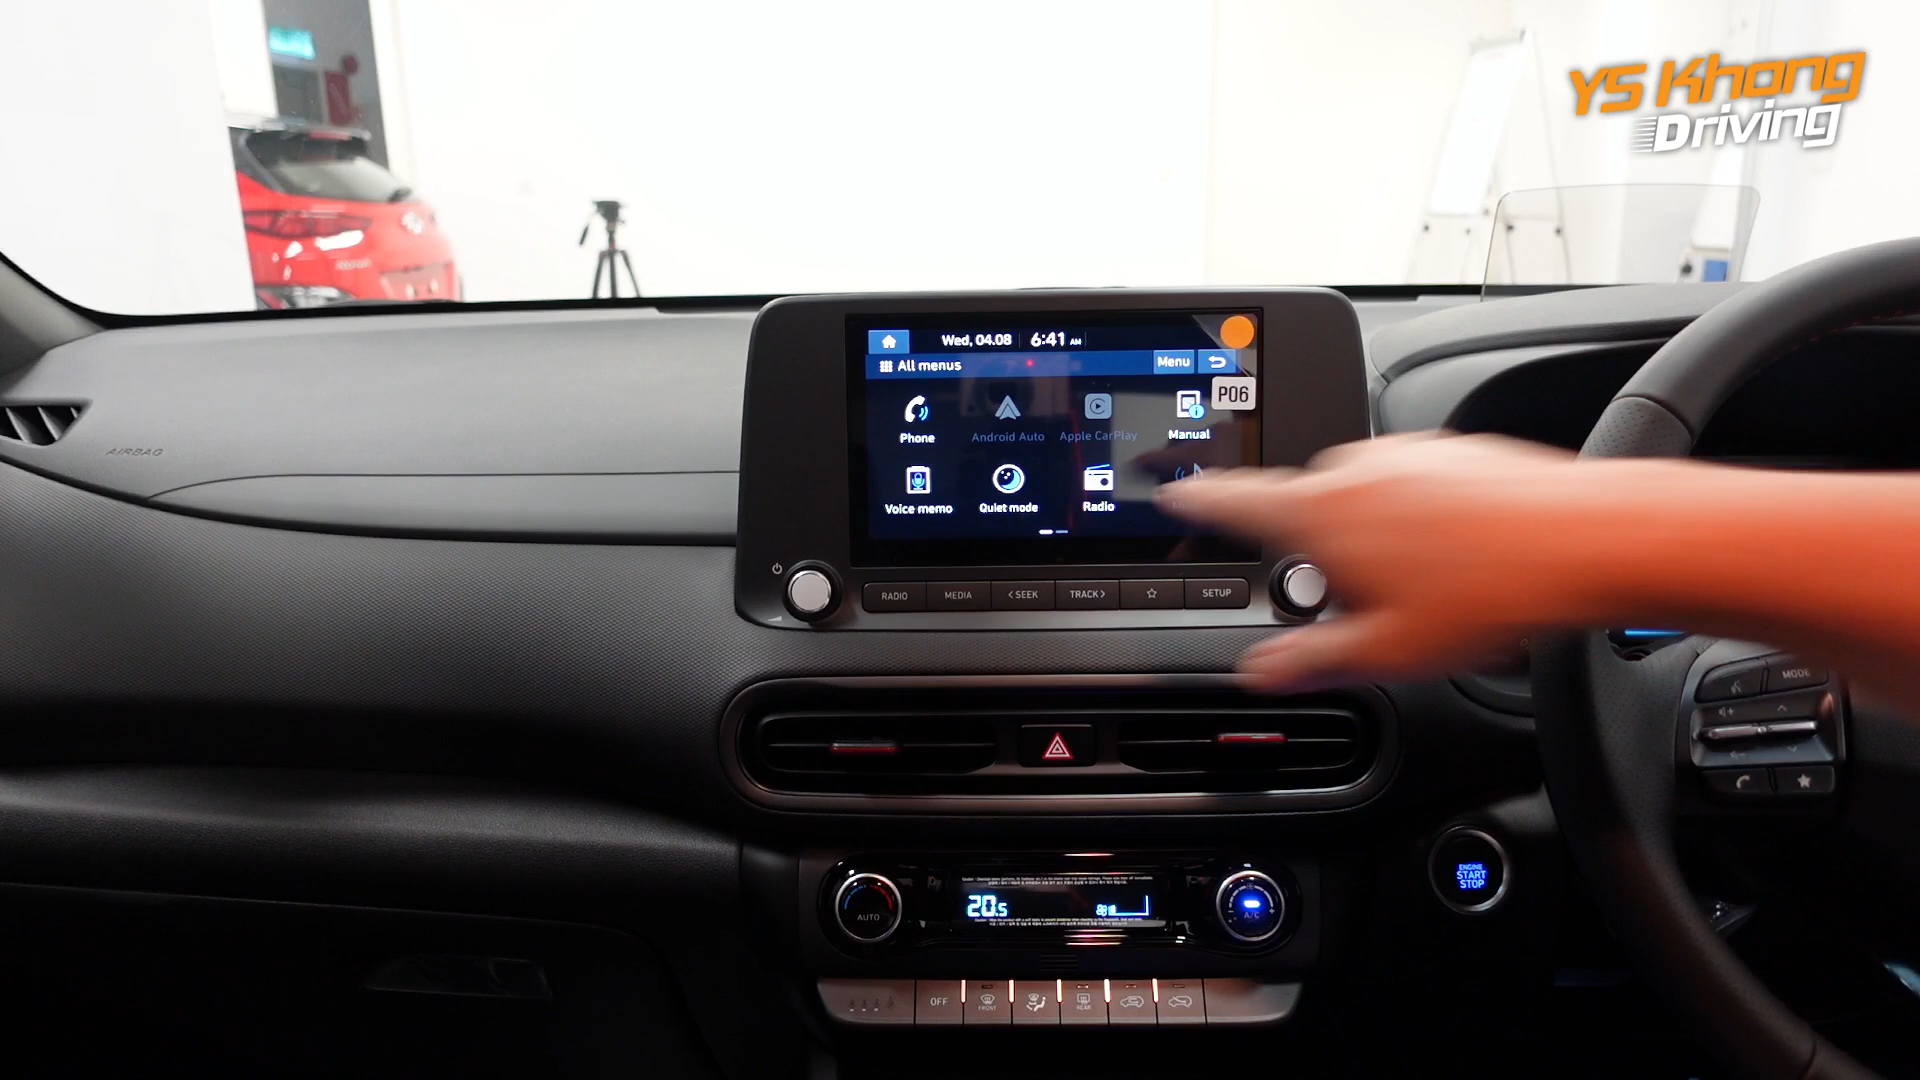 YS Khong
Driving
Wed, 04.08 6:41 AM
All menus Menu
P06
Phone Android Auto Apple CarPlay Manual
Voice memo Quiet mode Radio
RADIO MEDIA < SEEK TRACK > ☆ SETUP
AIRBAG
MODE
ENGINE
START
STOP
AUTO
20.5
A/C
OFF FRONT REAR